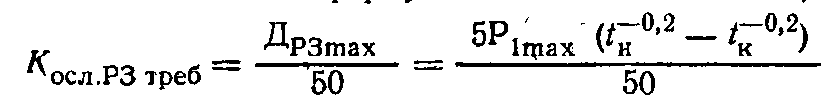 K_осл.РЗ треб = Д_РЗmax / 50 = 5P_1max (t_н^−0,2 − t_к^−0,2) / 50